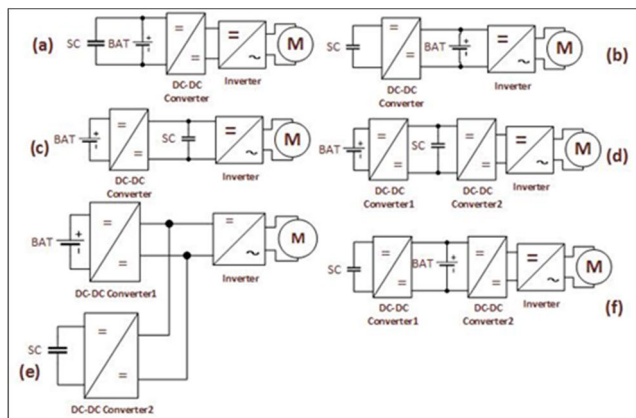 (a)
SC
BAT
+
-
=
=
DC-DC
Converter
=
~
Inverter
M
(b)
SC
=
=
DC-DC
Converter
BAT
+
-
=
~
Inverter
M
(c)
BAT
+
-
=
=
DC-DC
Converter
SC
=
~
Inverter
M
(d)
BAT
+
-
=
=
DC-DC
Converter1
SC
=
=
DC-DC
Converter2
=
~
Inverter
M
(e)
BAT
+
-
=
=
DC-DC Converter1
=
~
Inverter
M
SC
=
=
DC-DC Converter2
(f)
SC
=
=
DC-DC
Converter1
BAT
+
-
=
=
DC-DC
Converter2
=
~
Inverter
M